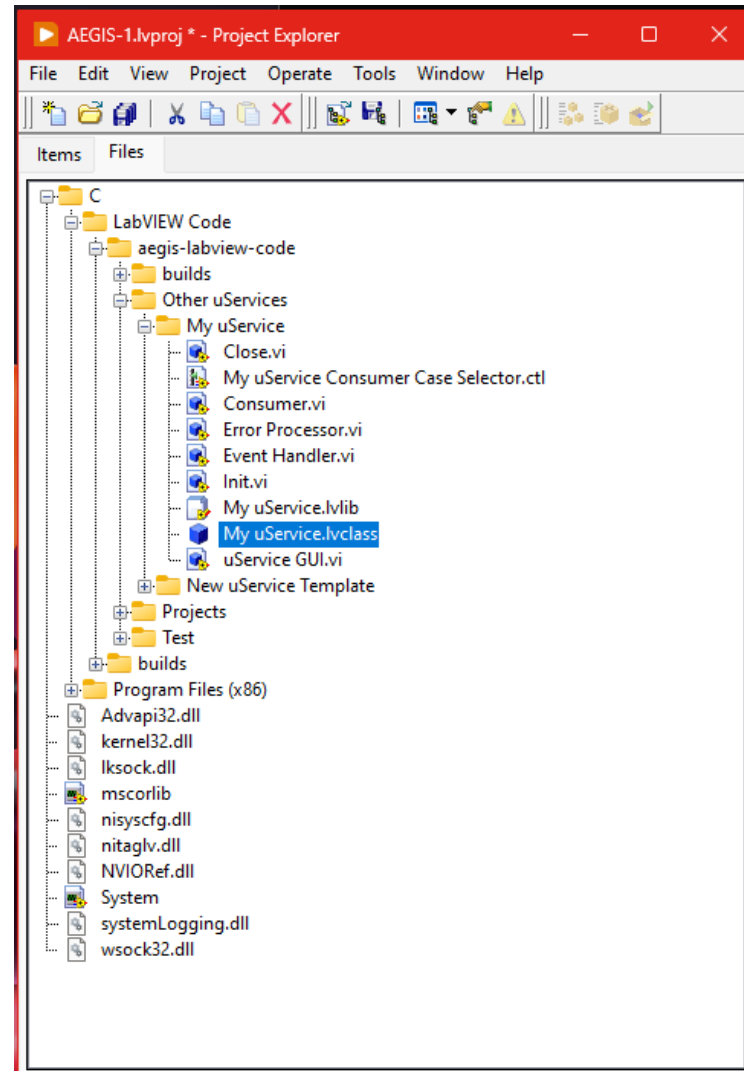 AEGIS-1.lvproj * - Project Explorer
File Edit View Project Operate Tools Window Help
Items Files
C
LabVIEW Code
aegis-labview-code
builds
Other uServices
My uService
Close.vi
My uService Consumer Case Selector.ctl
Consumer.vi
Error Processor.vi
Event Handler.vi
Init.vi
My uService.lvlib
My uService.lvclass
uService GUI.vi
New uService Template
Projects
Test
builds
Program Files (x86)
Advapi32.dll
kernel32.dll
lksock.dll
mscorlib
nisyscfg.dll
nitaglv.dll
NVIORef.dll
System
systemLogging.dll
wsock32.dll